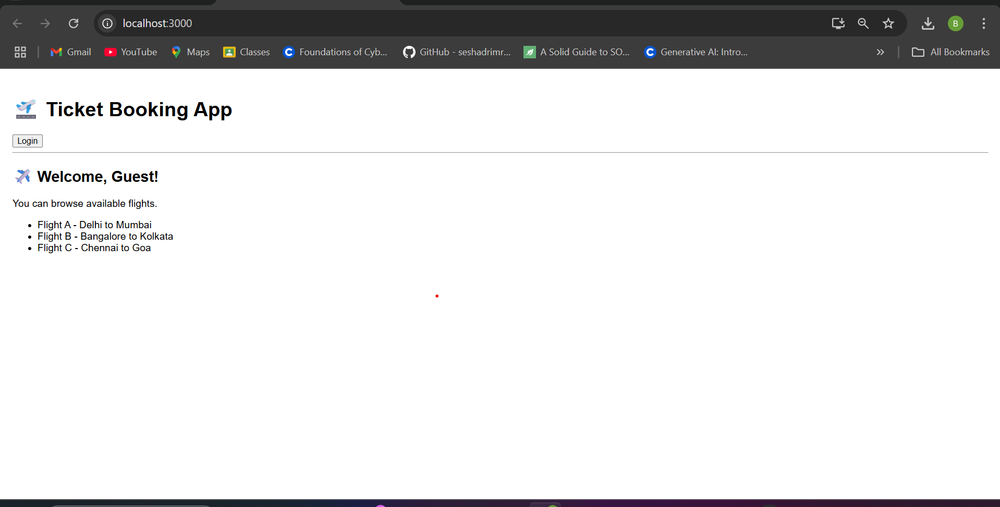 localhost:3000
B
Gmail
YouTube
Maps
Classes
Foundations of Cyb...
GitHub - seshadrimr...
A Solid Guide to SO...
Generative AI: Intro...
All Bookmarks
Ticket Booking App
Login
Welcome, Guest!
You can browse available flights.
Flight A - Delhi to Mumbai
Flight B - Bangalore to Kolkata
Flight C - Chennai to Goa